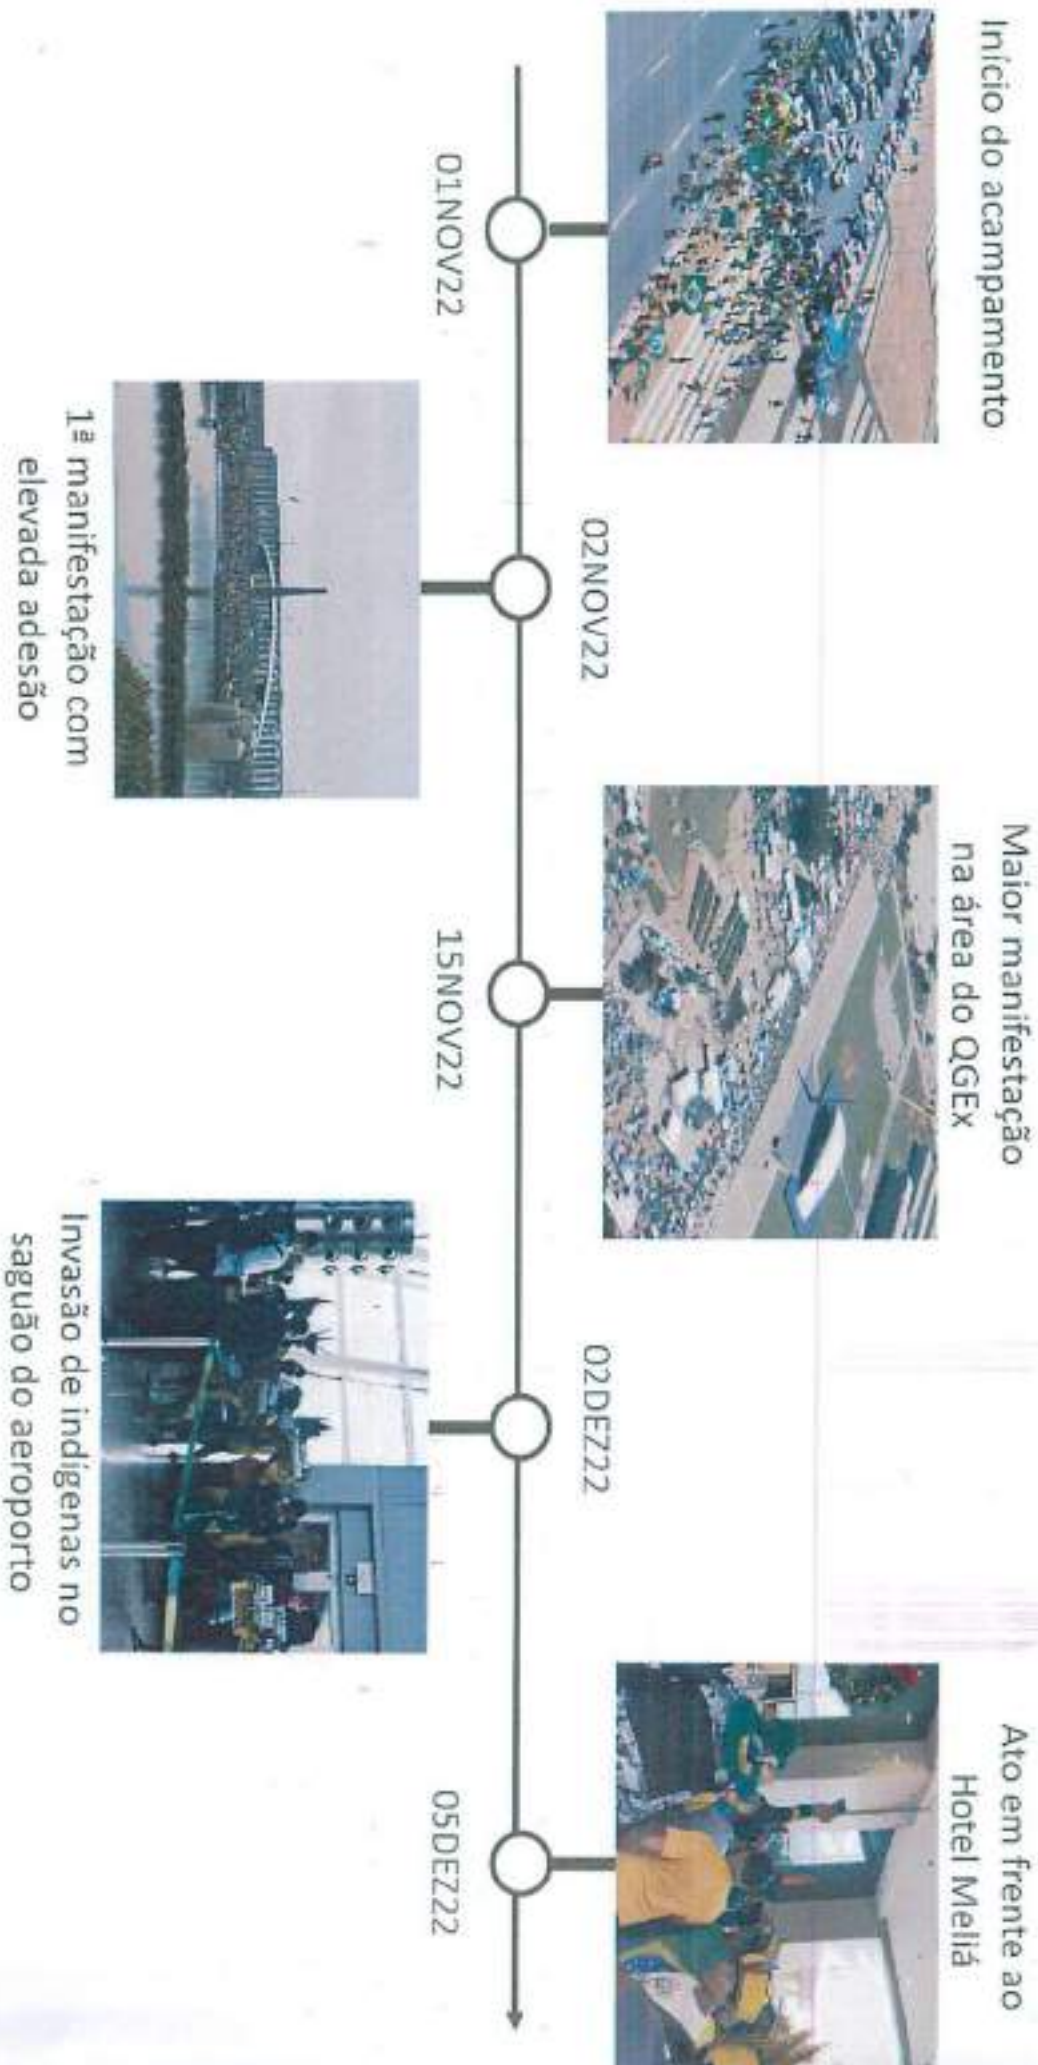 Início do acampamento
01NOV22
02NOV22
1ª manifestação com
elevada adesão
Maior manifestação
na área do QGEx
15NOV22
02DEZ22
Invasão de indígenas no
saguão do aeroporto
Ato em frente ao
Hotel Meliá
05DEZ22